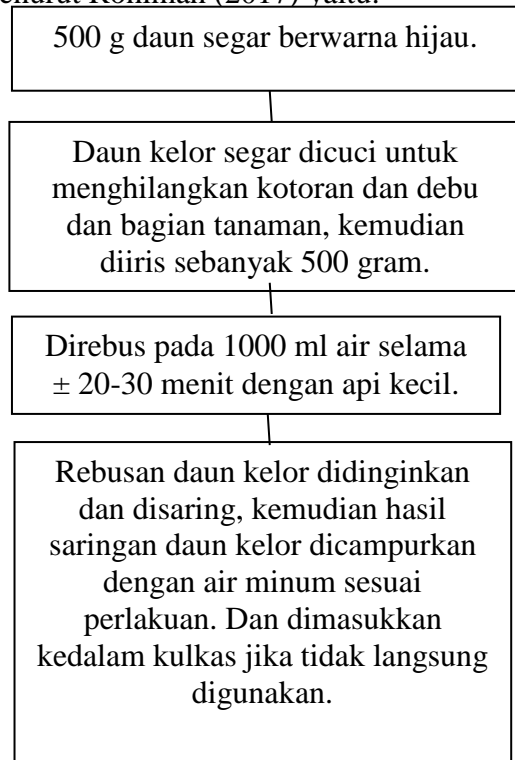 500 g daun segar berwarna hijau.
Daun kelor segar dicuci untuk
menghilangkan kotoran dan debu
dan bagian tanaman, kemudian
diiris sebanyak 500 gram.
Direbus pada 1000 ml air selama
± 20-30 menit dengan api kecil.
Rebusan daun kelor didinginkan
dan disaring, kemudian hasil
saringan daun kelor dicampurkan
dengan air minum sesuai
perlakuan. Dan dimasukkan
kedalam kulkas jika tidak langsung
digunakan.